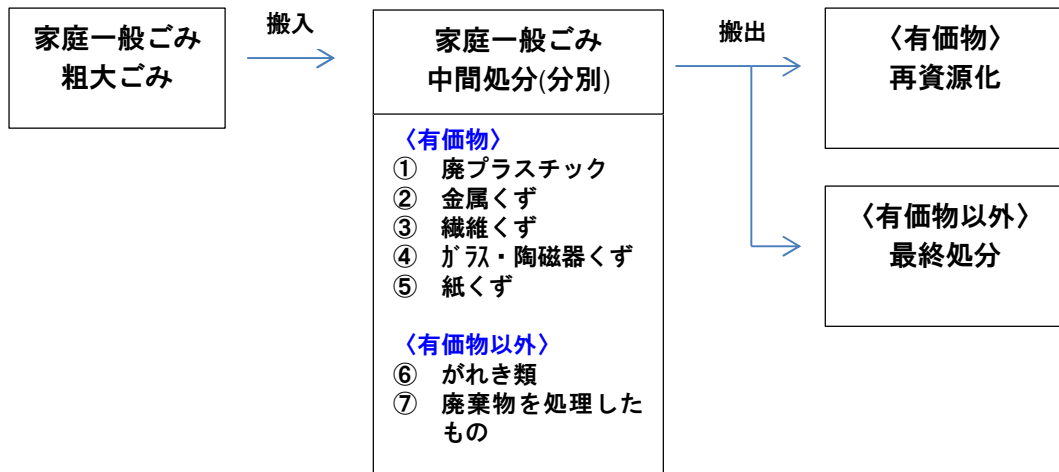 家庭一般ごみ
粗大ごみ
搬入
家庭一般ごみ
中間処分(分別)
〈有価物〉
① 廃プラスチック
② 金属くず
③ 繊維くず
④ ｶﾞﾗｽ・陶磁器くず
⑤ 紙くず
〈有価物以外〉
⑥ がれき類
⑦ 廃棄物を処理した
もの
搬出
〈有価物〉
再資源化
〈有価物以外〉
最終処分